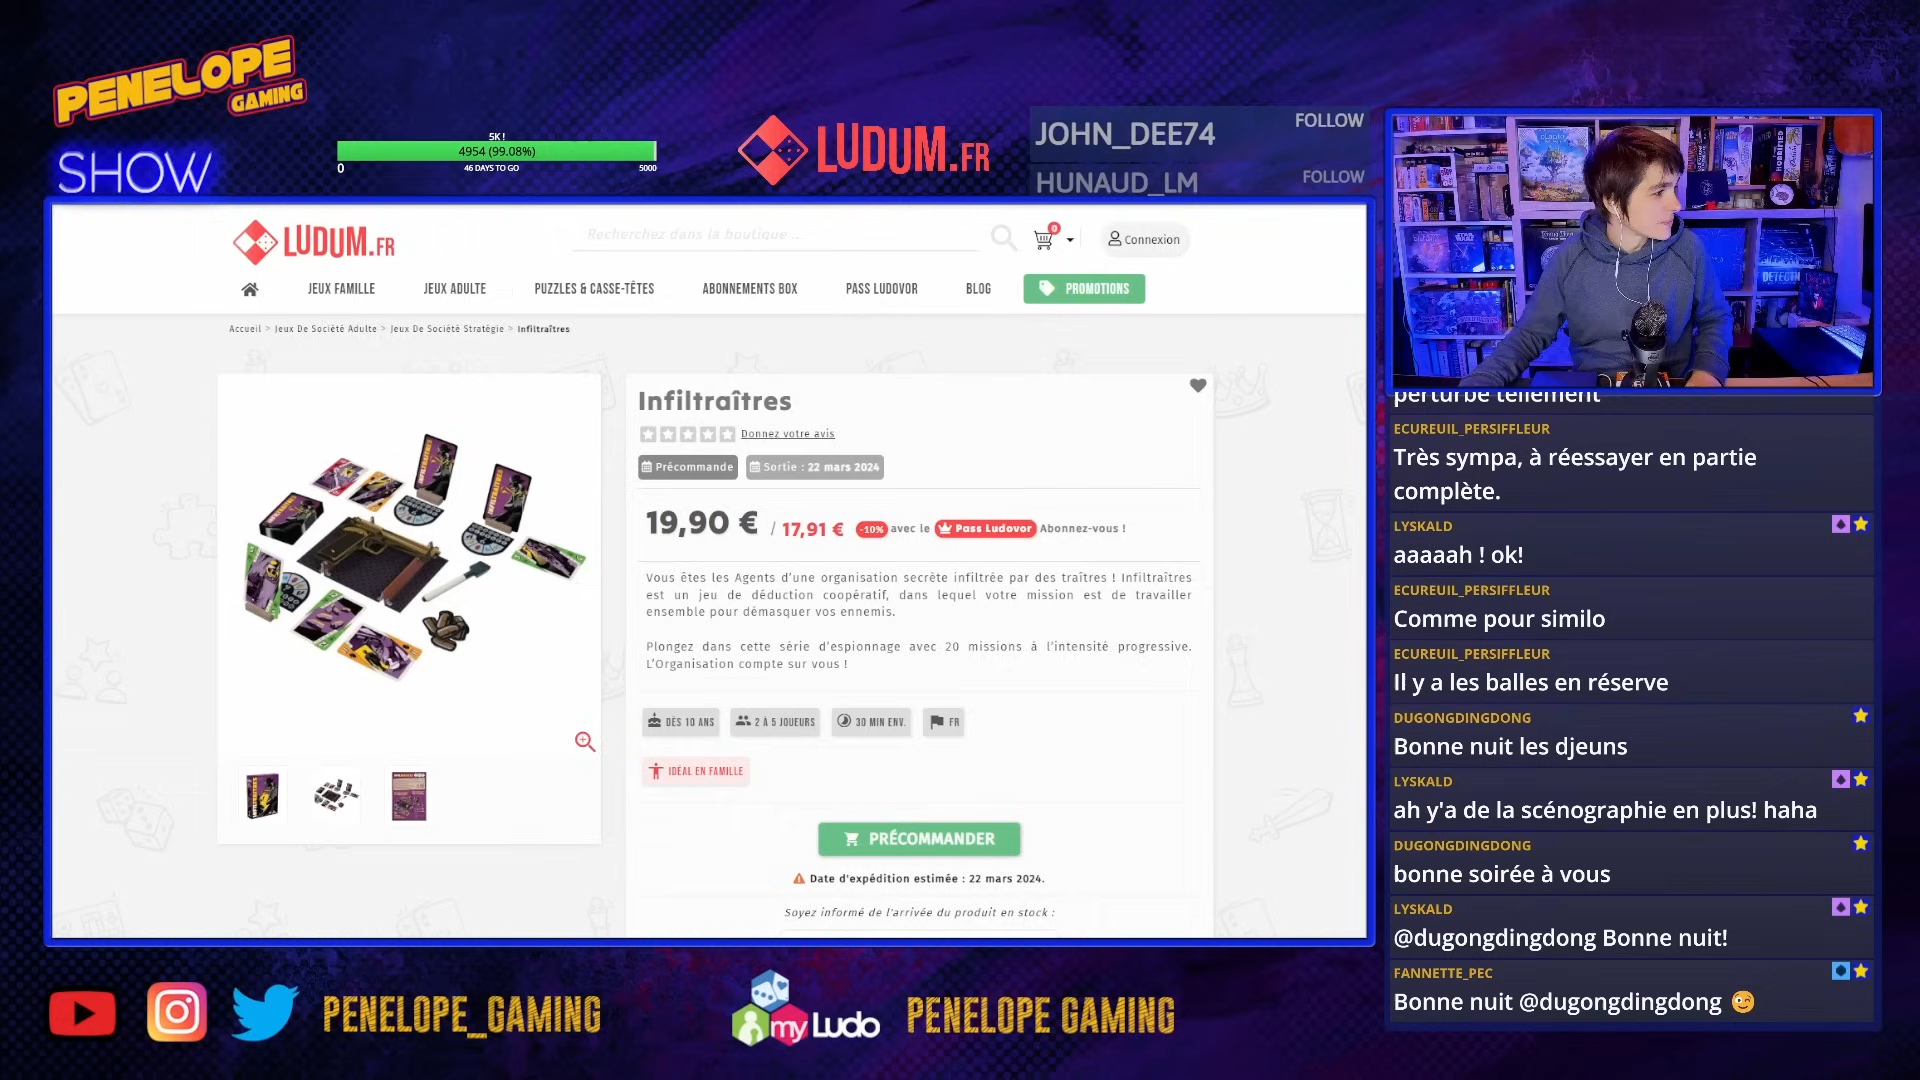 PENELOPE
GAMING
SHOW
5K !
4954 (99.08%)
0
46 DAYS TO GO
5000
LUDUM.FR
JOHN_DEE74
FOLLOW
HUNAUD_LM
FOLLOW
LUDUM.FR
Recherchez dans la boutique ...
0
Connexion
JEUX FAMILLE
JEUX ADULTE
PUZZLES & CASSE-TÊTES
ABONNEMENTS BOX
PASS LUDOVOR
BLOG
PROMOTIONS
Accueil > Jeux De Société Adulte > Jeux De Société Stratégie > Infiltraîtres
Infiltraîtres
Donnez votre avis
Précommande
Sortie : 22 mars 2024
19,90 € / 17,91 € -10% avec le Pass Ludovor Abonnez-vous !
Vous êtes les Agents d'une organisation secrète infiltrée par des traîtres ! Infiltraîtres
est un jeu de déduction coopératif, dans lequel votre mission est de travailler
ensemble pour démasquer vos ennemis.
Plongez dans cette série d'espionnage avec 20 missions à l'intensité progressive.
L'Organisation compte sur vous !
DÈS 10 ANS
2 À 5 JOUEURS
30 MIN ENV.
FR
IDÉAL EN FAMILLE
PRÉCOMMANDER
Date d'expédition estimée : 22 mars 2024.
Soyez informé de l'arrivée du produit en stock :
INFILTRAÎTRES
INFILTRAÎTRES
INFILTRAÎTRES
INFILTRAÎTRES
perturbe tellement
ECUREUIL_PERSIFFLEUR
Très sympa, à réessayer en partie
complète.
LYSKALD
aaaaah ! ok!
ECUREUIL_PERSIFFLEUR
Comme pour similo
ECUREUIL_PERSIFFLEUR
Il y a les balles en réserve
DUGONGDINGDONG
Bonne nuit les djeuns
LYSKALD
ah y'a de la scénographie en plus! haha
DUGONGDINGDONG
bonne soirée à vous
LYSKALD
@dugongdingdong Bonne nuit!
FANNETTE_PEC
Bonne nuit @dugongdingdong
PENELOPE_GAMING
my Ludo
PENELOPE GAMING